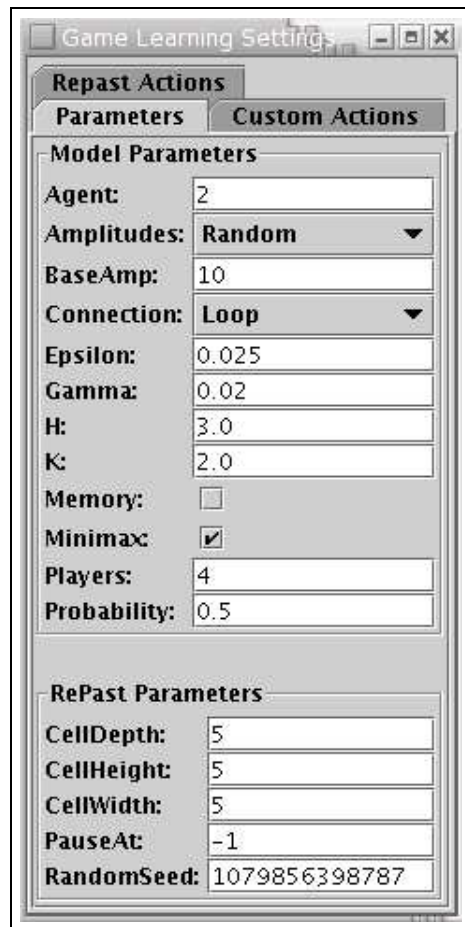 Game Learning Settings
Repast Actions
Parameters Custom Actions
Model Parameters
Agent: 2
Amplitudes: Random
BaseAmp: 10
Connection: Loop
Epsilon: 0.025
Gamma: 0.02
H: 3.0
K: 2.0
Memory:
Minimax:
Players: 4
Probability: 0.5
RePast Parameters
CellDepth: 5
CellHeight: 5
CellWidth: 5
PauseAt: -1
RandomSeed: 1079856398787